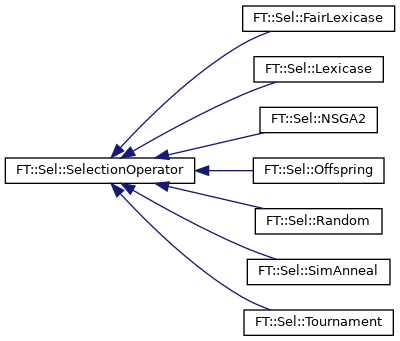 FT::Sel::FairLexicase
FT::Sel::Lexicase
FT::Sel::NSGA2
FT::Sel::SelectionOperator
FT::Sel::Offspring
FT::Sel::Random
FT::Sel::SimAnneal
FT::Sel::Tournament